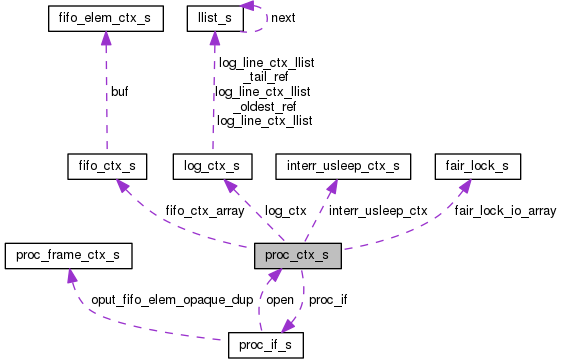 fifo_elem_ctx_s
llist_s
next
log_line_ctx_llist
_tail_ref
log_line_ctx_llist
_oldest_ref
log_line_ctx_llist
buf
fifo_ctx_s
log_ctx_s
interr_usleep_ctx_s
fair_lock_s
fifo_ctx_array
log_ctx
interr_usleep_ctx
fair_lock_io_array
proc_frame_ctx_s
proc_ctx_s
oput_fifo_elem_opaque_dup
open
proc_if
proc_if_s